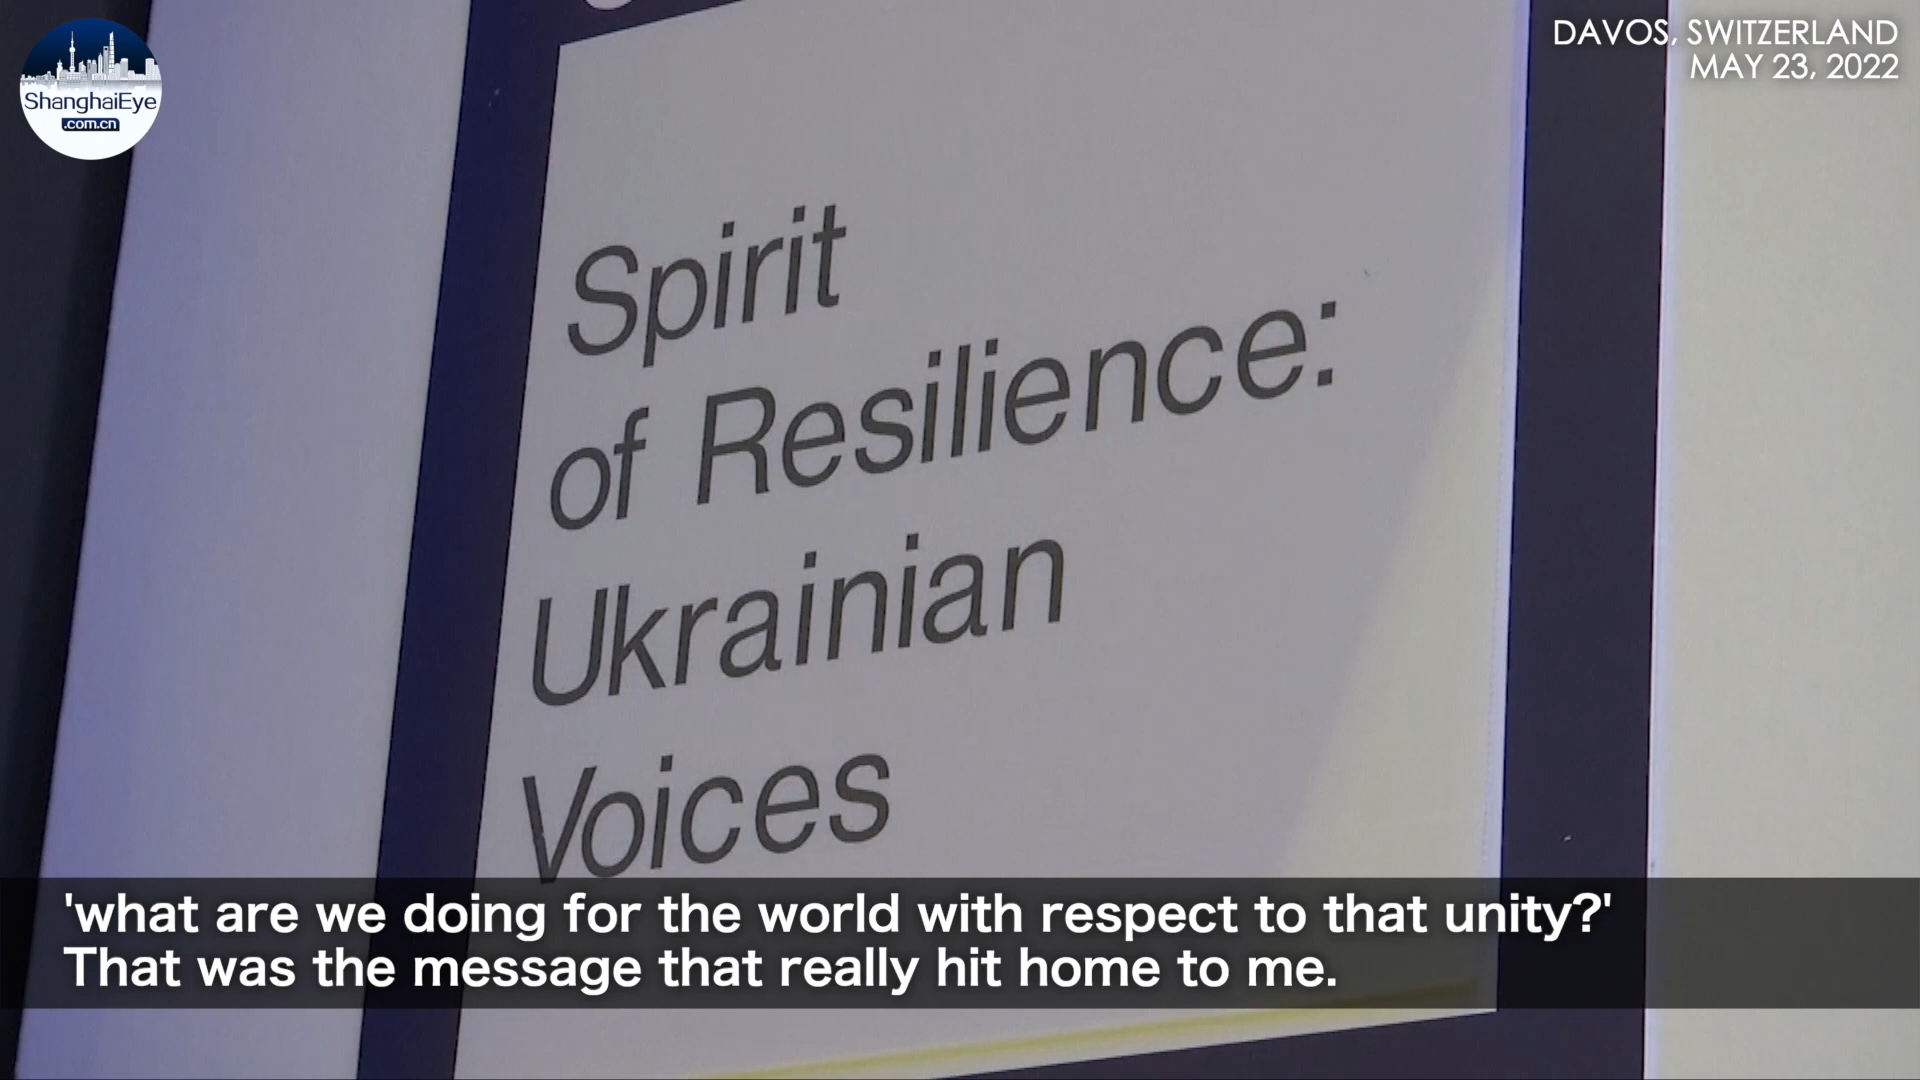 ShanghaiEye
.com.cn
DAVOS, SWITZERLAND
MAY 23, 2022
Spirit
of Resilience:
Ukrainian
Voices
'what are we doing for the world with respect to that unity?'
That was the message that really hit home to me.